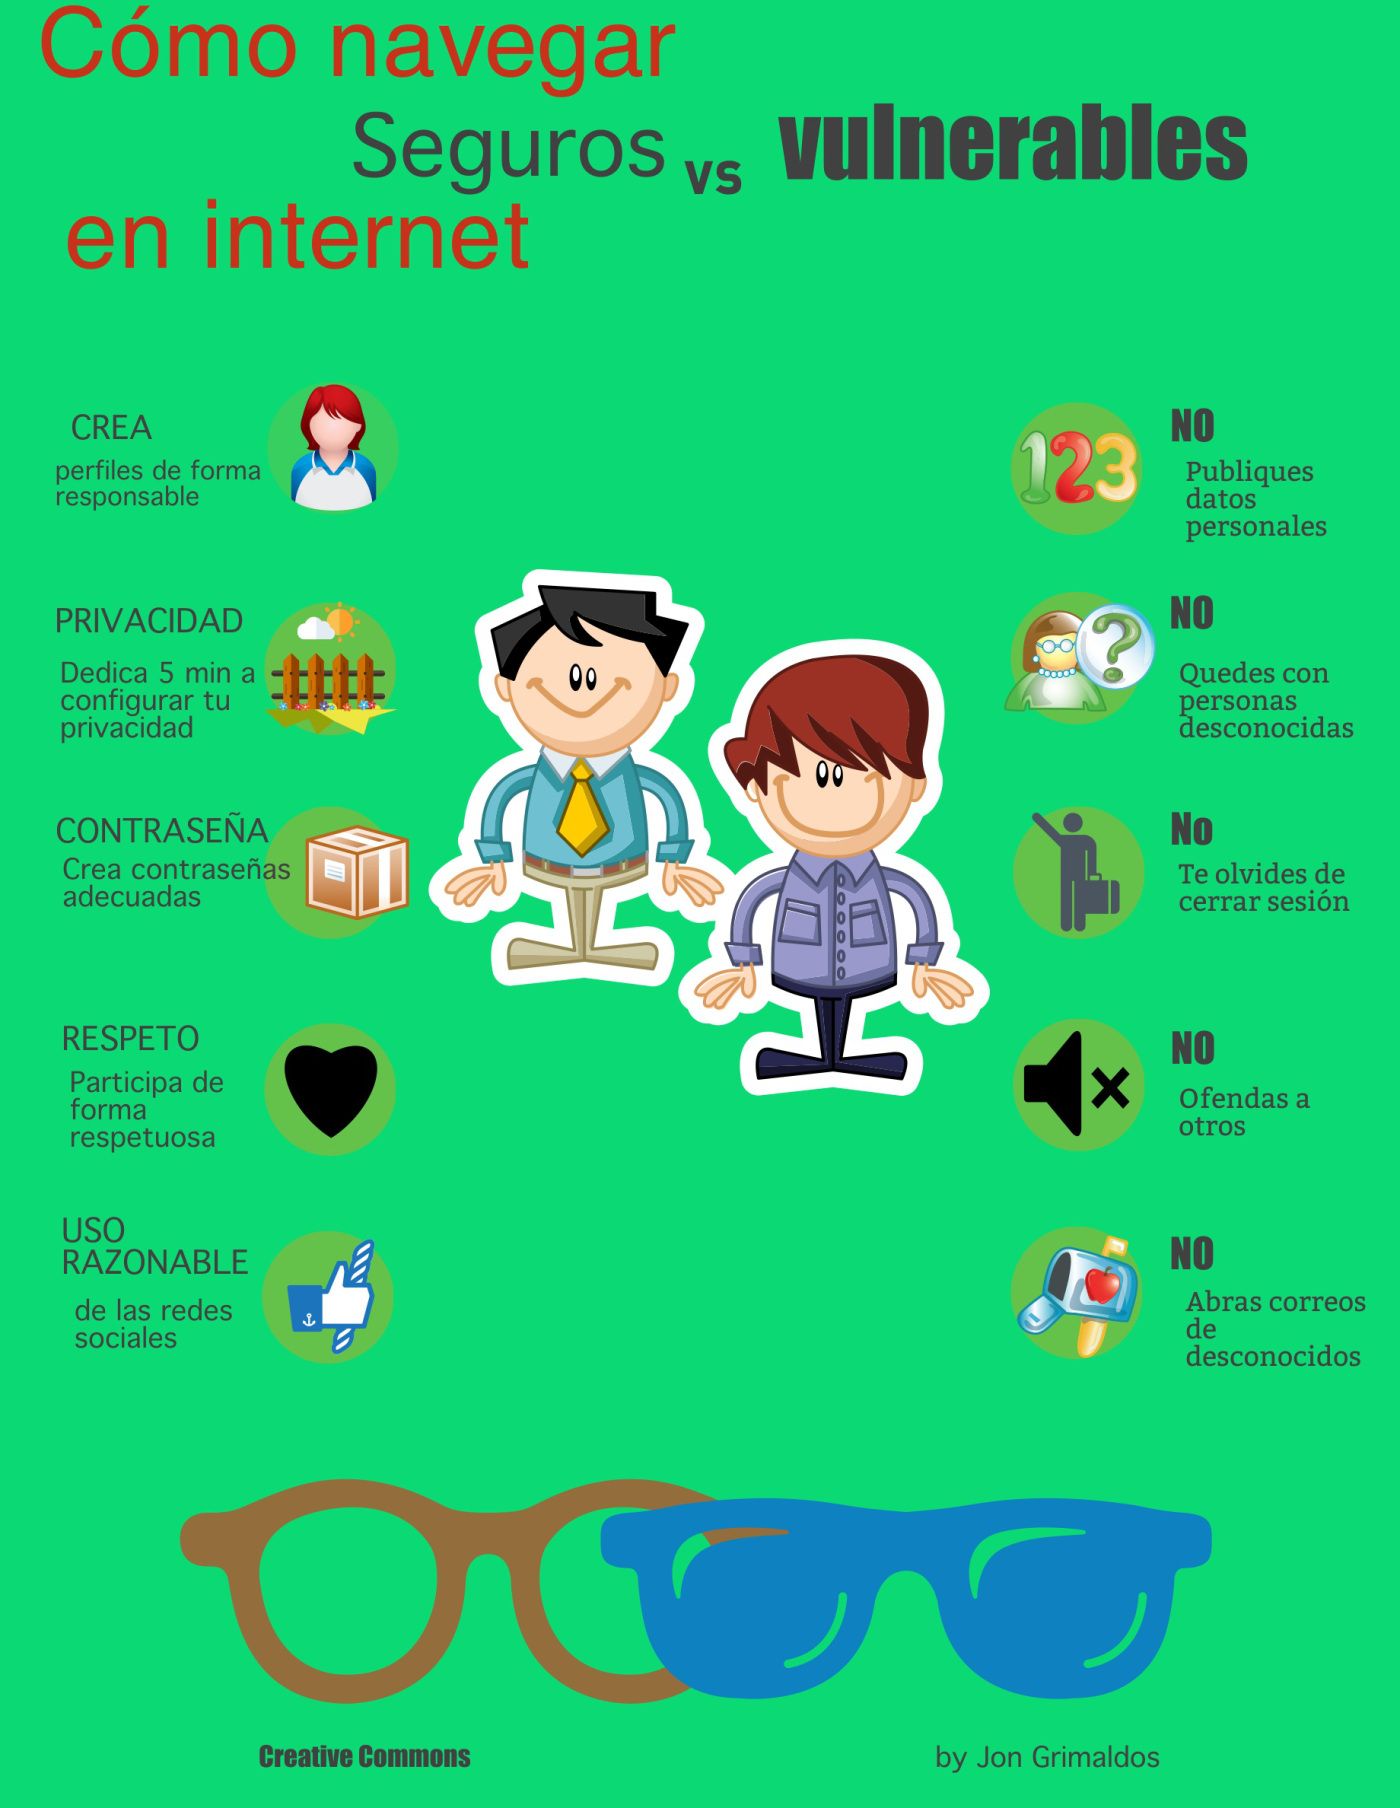 Cómo navegar
Seguros vs vulnerables
en internet
CREA
perfiles de forma
responsable
PRIVACIDAD
Dedica 5 min a
configurar tu
privacidad
CONTRASEÑA
Crea contraseñas
adecuadas
RESPETO
Participa de
forma
respetuosa
USO
RAZONABLE
de las redes
sociales
123
NO
Publiques
datos
personales
?
NO
Quedes con
personas
desconocidas
No
Te olvides de
cerrar sesión
NO
Ofendas a
otros
NO
Abras correos
de
desconocidos
Creative Commons
by Jon Grimaldos